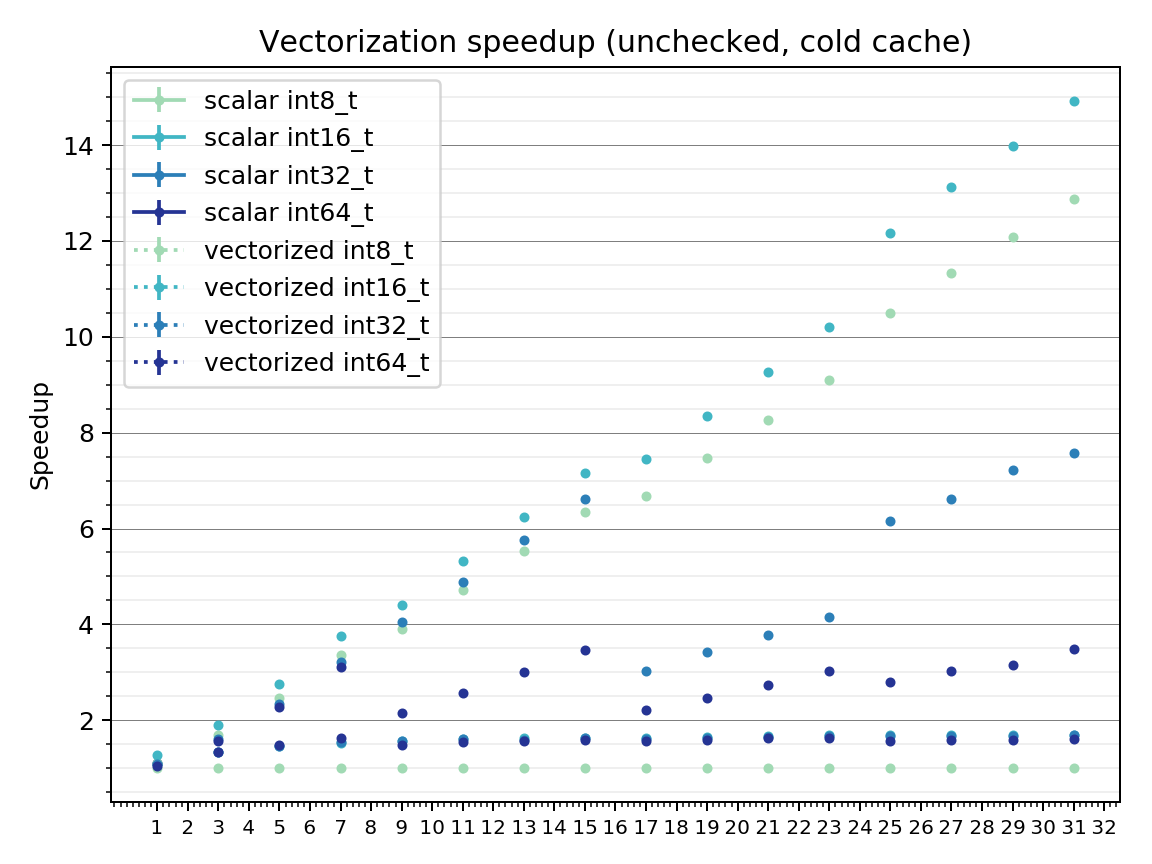 Vectorization speedup (unchecked, cold cache)
scalar int8_t
scalar int16_t
scalar int32_t
scalar int64_t
vectorized int8_t
vectorized int16_t
vectorized int32_t
vectorized int64_t
Speedup
14
12
10
8
6
4
2
1 2 3 4 5 6 7 8 9 10 11 12 13 14 15 16 17 18 19 20 21 22 23 24 25 26 27 28 29 30 31 32